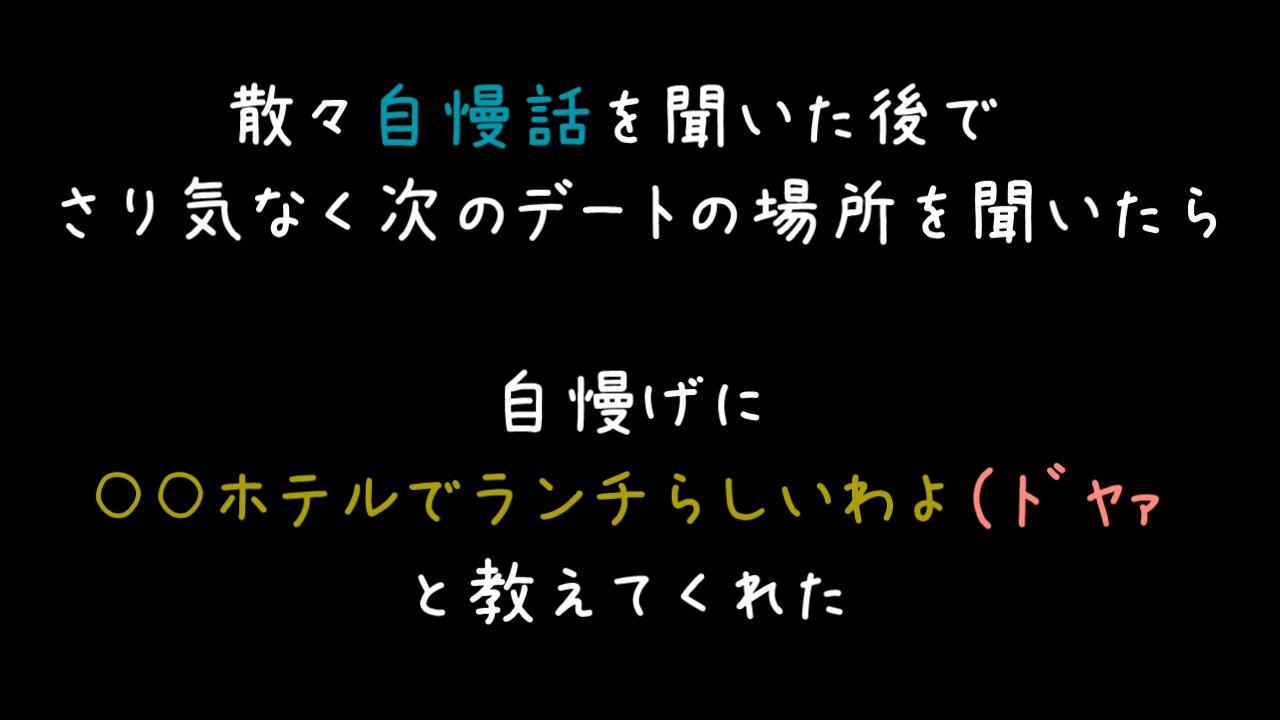 散々自慢話を聞いた後で
さり気なく次のデートの場所を聞いたら
自慢げに
○○ホテルでランチらしいわよ(ﾄﾞﾔｧ
と教えてくれた